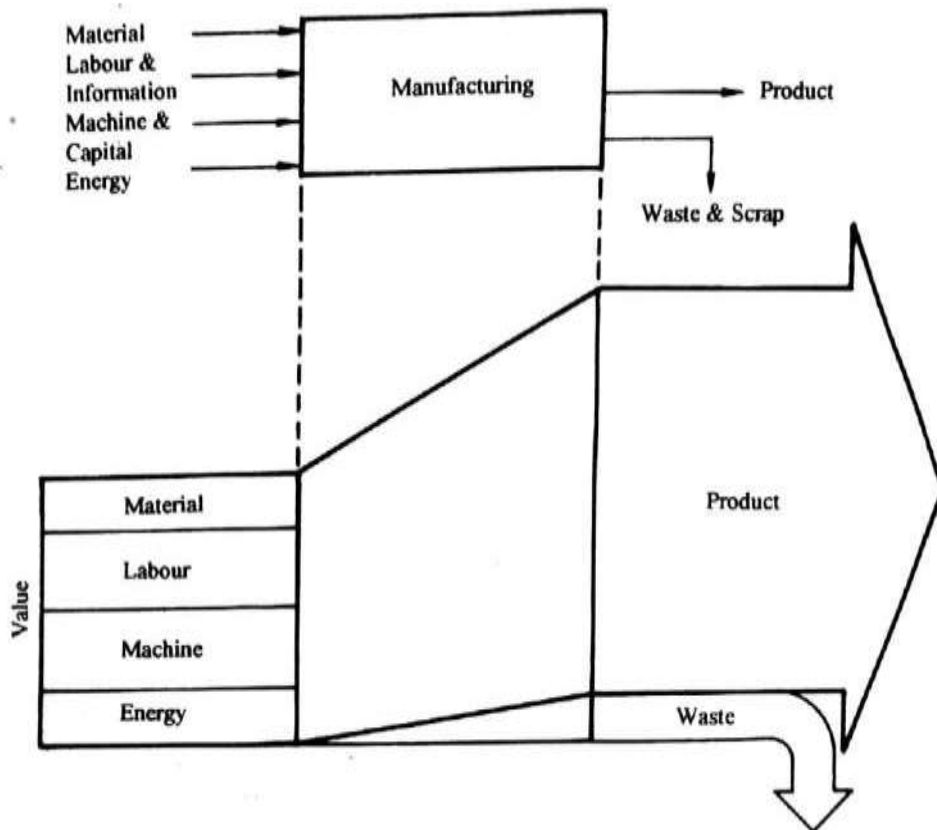 Material
Labour &
Information
Machine &
Capital
Energy
Manufacturing
Product
Waste & Scrap
Value
Material
Labour
Machine
Energy
Product
Waste